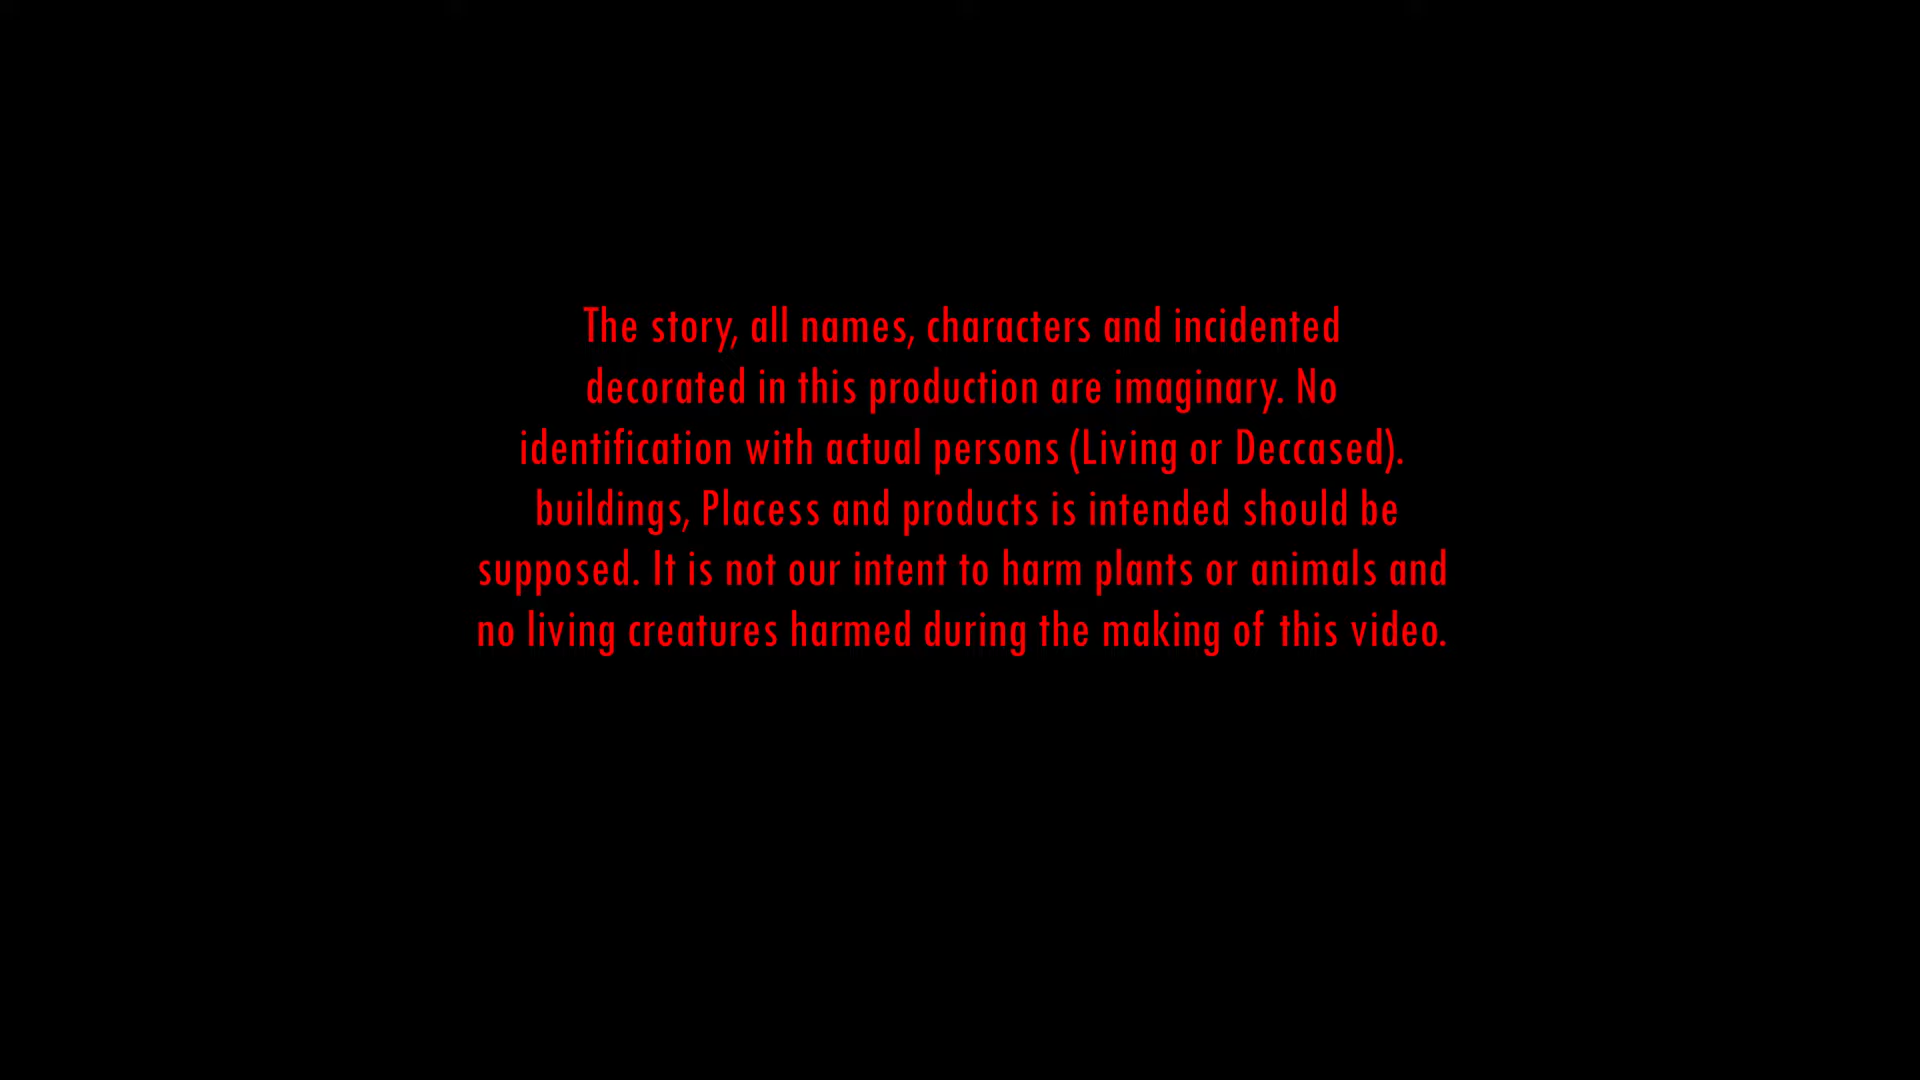 The story, all names, characters and incidented
decorated in this production are imaginary. No
identification with actual persons (Living or Deccased).
buildings, Placess and products is intended should be
supposed. It is not our intent to harm plants or animals and
no living creatures harmed during the making of this video.